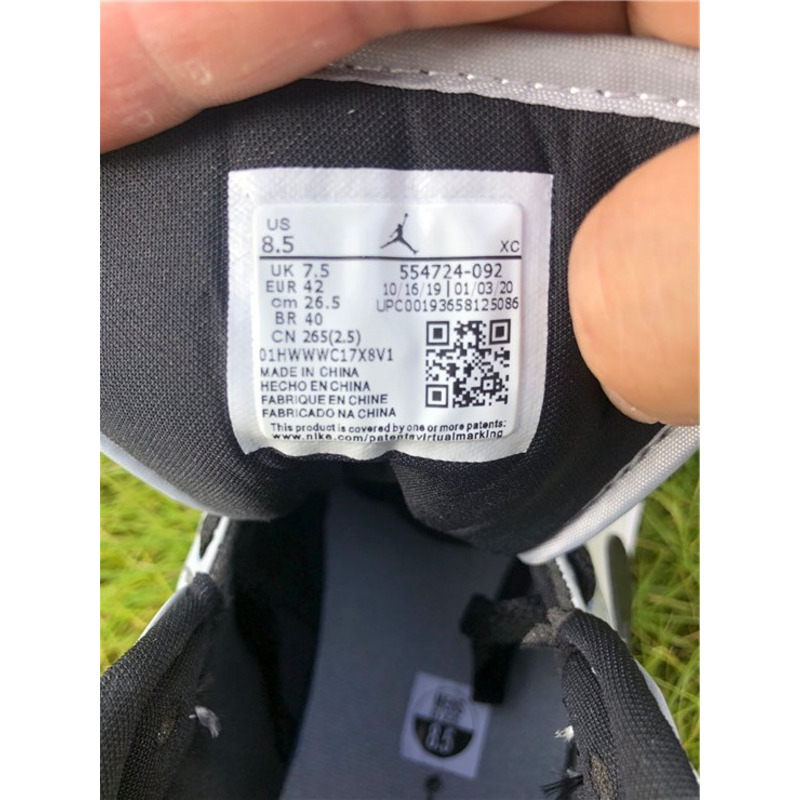 US
8.5
XC
UK 7.5
554724-092
EUR 42
10/16/19 | 01/03/20
cm 26.5
UPC00193658125086
BR 40
CN 265(2.5)
01HWWWC17X8V1
MADE IN CHINA
HECHO EN CHINA
FABRIQUE EN CHINE
FABRICADO NA CHINA
This product is covered by one or more patents:
www.nike.com/patentsvirtualmarking
8.5